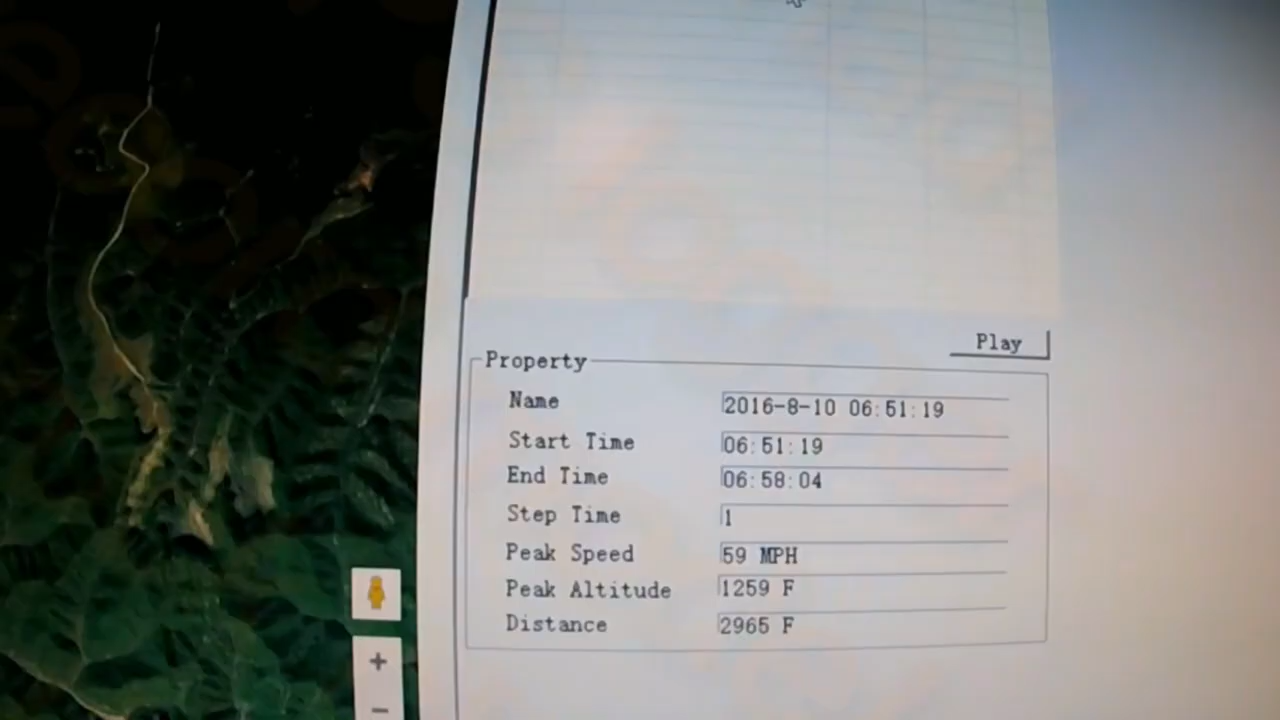 Play
Property
Name 2016-8-10 06:51:19
Start Time 06:51:19
End Time 06:58:04
Step Time 1
Peak Speed 59 MPH
Peak Altitude 1259 F
Distance 2965 F
+
−